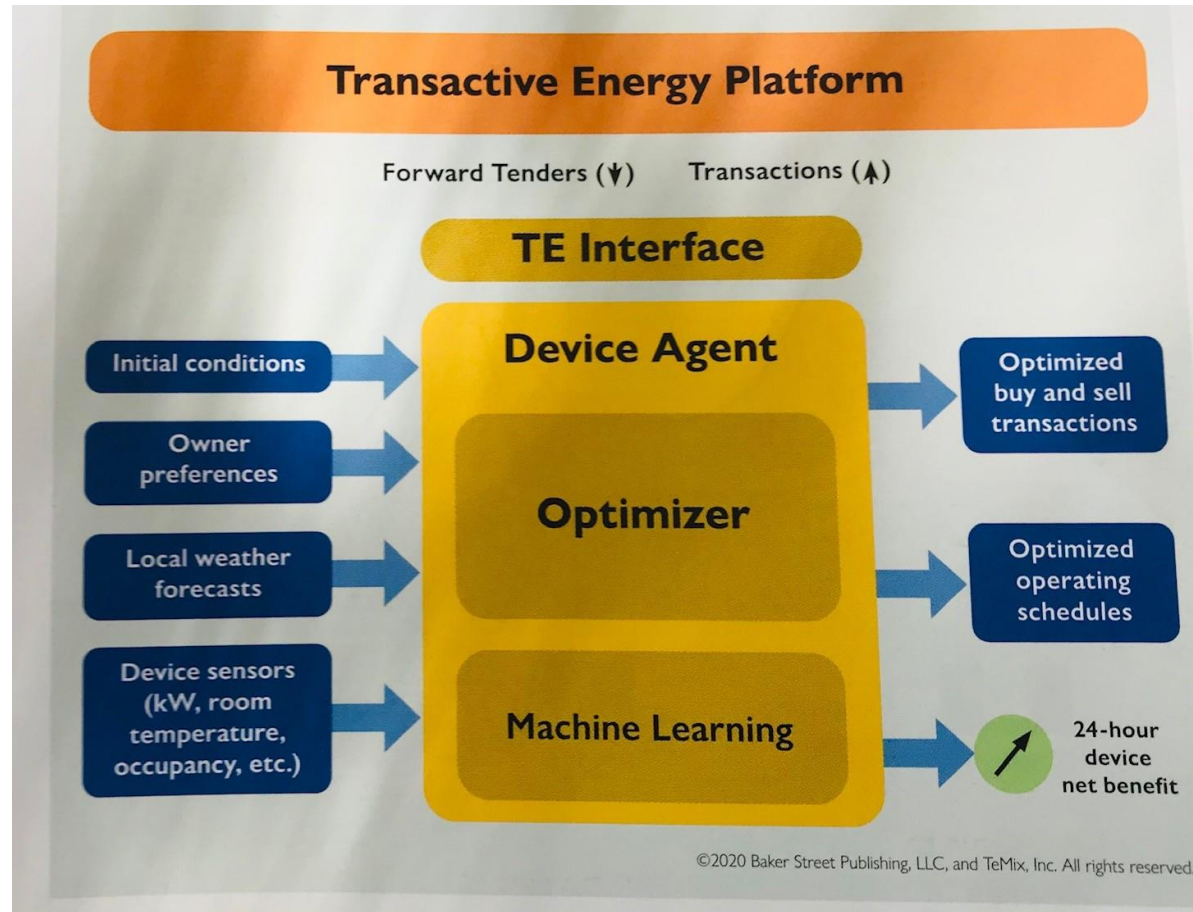 Transactive Energy Platform
Forward Tenders (↓) Transactions (↑)
TE Interface
Device Agent
Initial conditions
Owner
preferences
Local weather
forecasts
Device sensors
(kW, room
temperature,
occupancy, etc.)
Optimizer
Machine Learning
Optimized
buy and sell
transactions
Optimized
operating
schedules
24-hour
device
net benefit
©2020 Baker Street Publishing, LLC, and TeMix, Inc. All rights reserved.